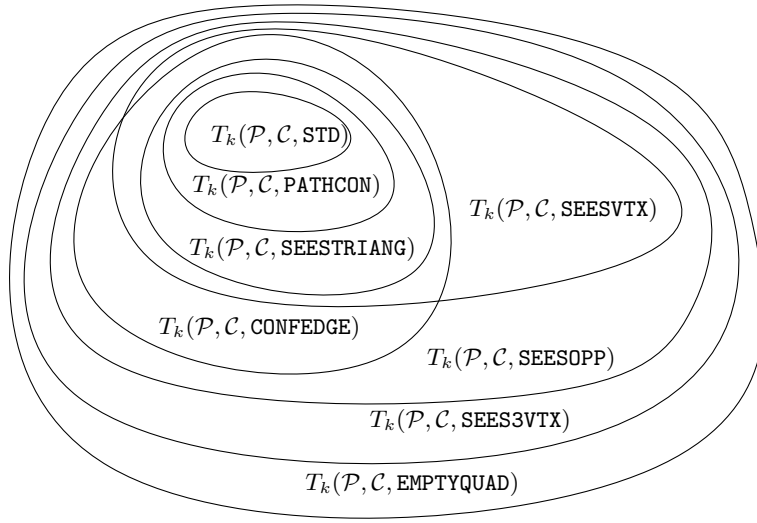 T_k(𝒫, 𝒞, STD)
T_k(𝒫, 𝒞, PATHCON)
T_k(𝒫, 𝒞, SEESVTX)
T_k(𝒫, 𝒞, SEESTRIANG)
T_k(𝒫, 𝒞, CONFEDGE)
T_k(𝒫, 𝒞, SEESOPP)
T_k(𝒫, 𝒞, SEES3VTX)
T_k(𝒫, 𝒞, EMPTYQUAD)